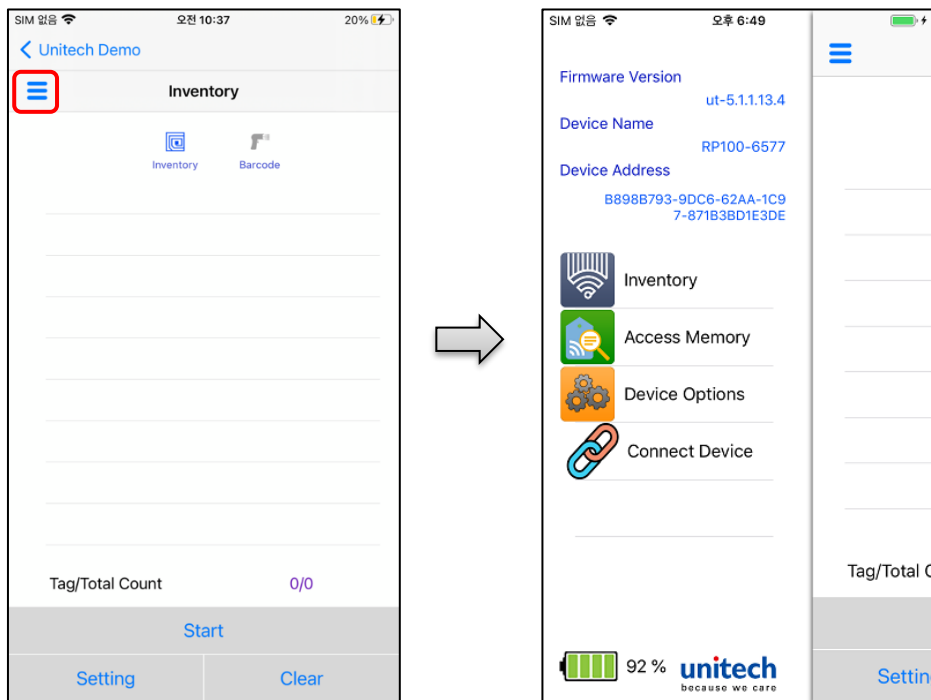 SIM 없음 오전 10:37 20%
Unitech Demo
Inventory
Inventory Barcode
Tag/Total Count 0/0
Start
Setting Clear
SIM 없음 오후 6:49
Firmware Version
ut-5.1.1.13.4
Device Name
RP100-6577
Device Address
B898B793-9DC6-62AA-1C9
7-871B3BD1E3DE
Inventory
Access Memory
Device Options
Connect Device
92 % unitech
because we care
Tag/Total C
Settin